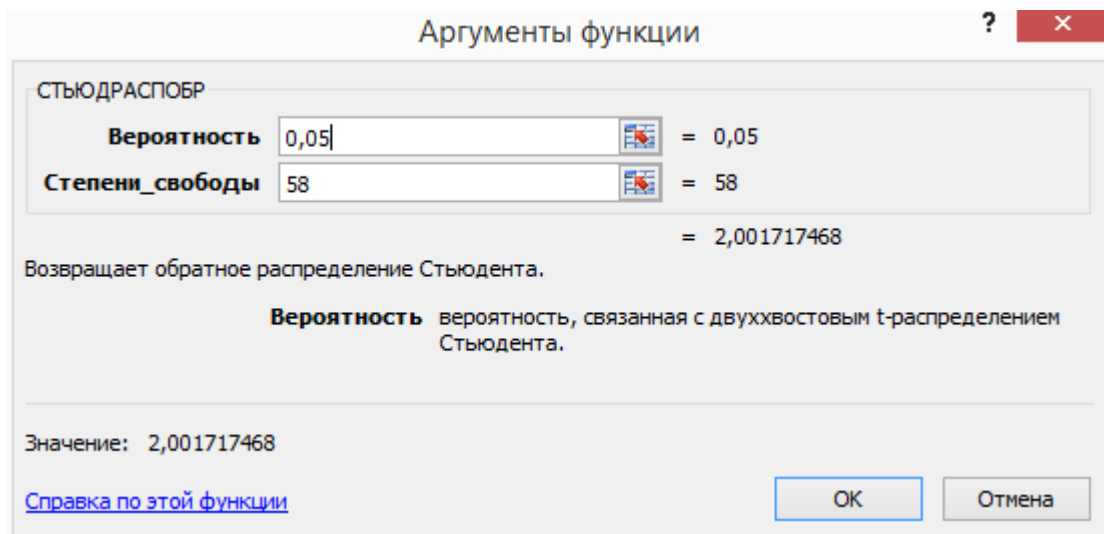 Аргументы функции ? ×
СТЬЮДРАСПОБР
Вероятность 0,05 = 0,05
Степени_свободы 58 = 58
= 2,001717468
Возвращает обратное распределение Стьюдента.
Вероятность вероятность, связанная с двуххвостовым t-распределением
Стьюдента.
Значение: 2,001717468
Справка по этой функции ОК Отмена